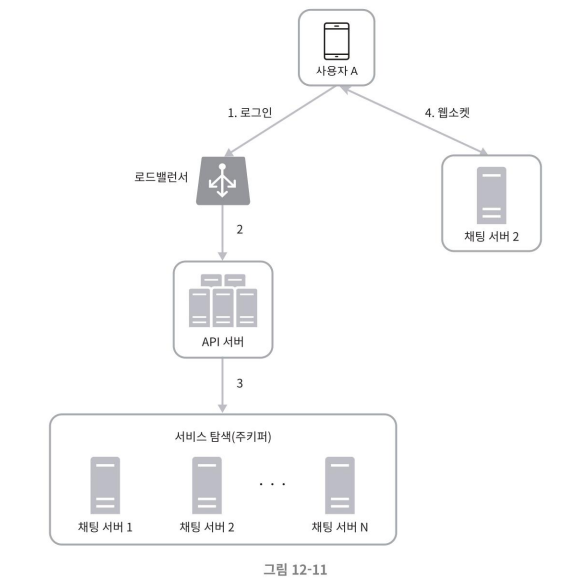 사용자 A
1. 로그인
4. 웹소켓
로드밸런서
채팅 서버 2
2
API 서버
3
서비스 탐색(주키퍼)
. . .
채팅 서버 1
채팅 서버 2
채팅 서버 N
그림 12-11